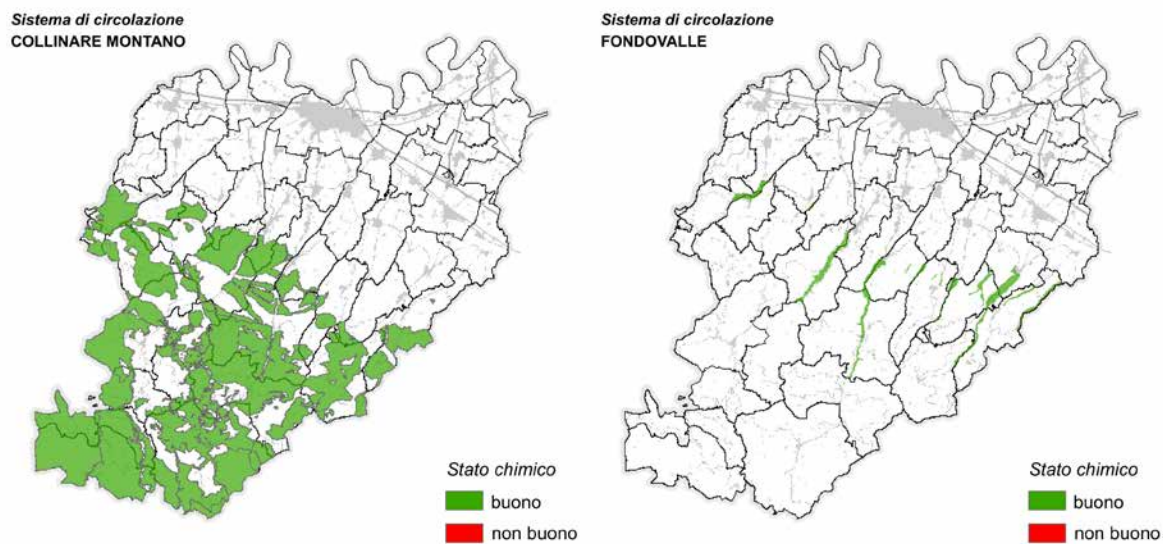 Sistema di circolazione
COLLINARE MONTANO
Stato chimico
buono
non buono
Sistema di circolazione
FONDOVALLE
Stato chimico
buono
non buono